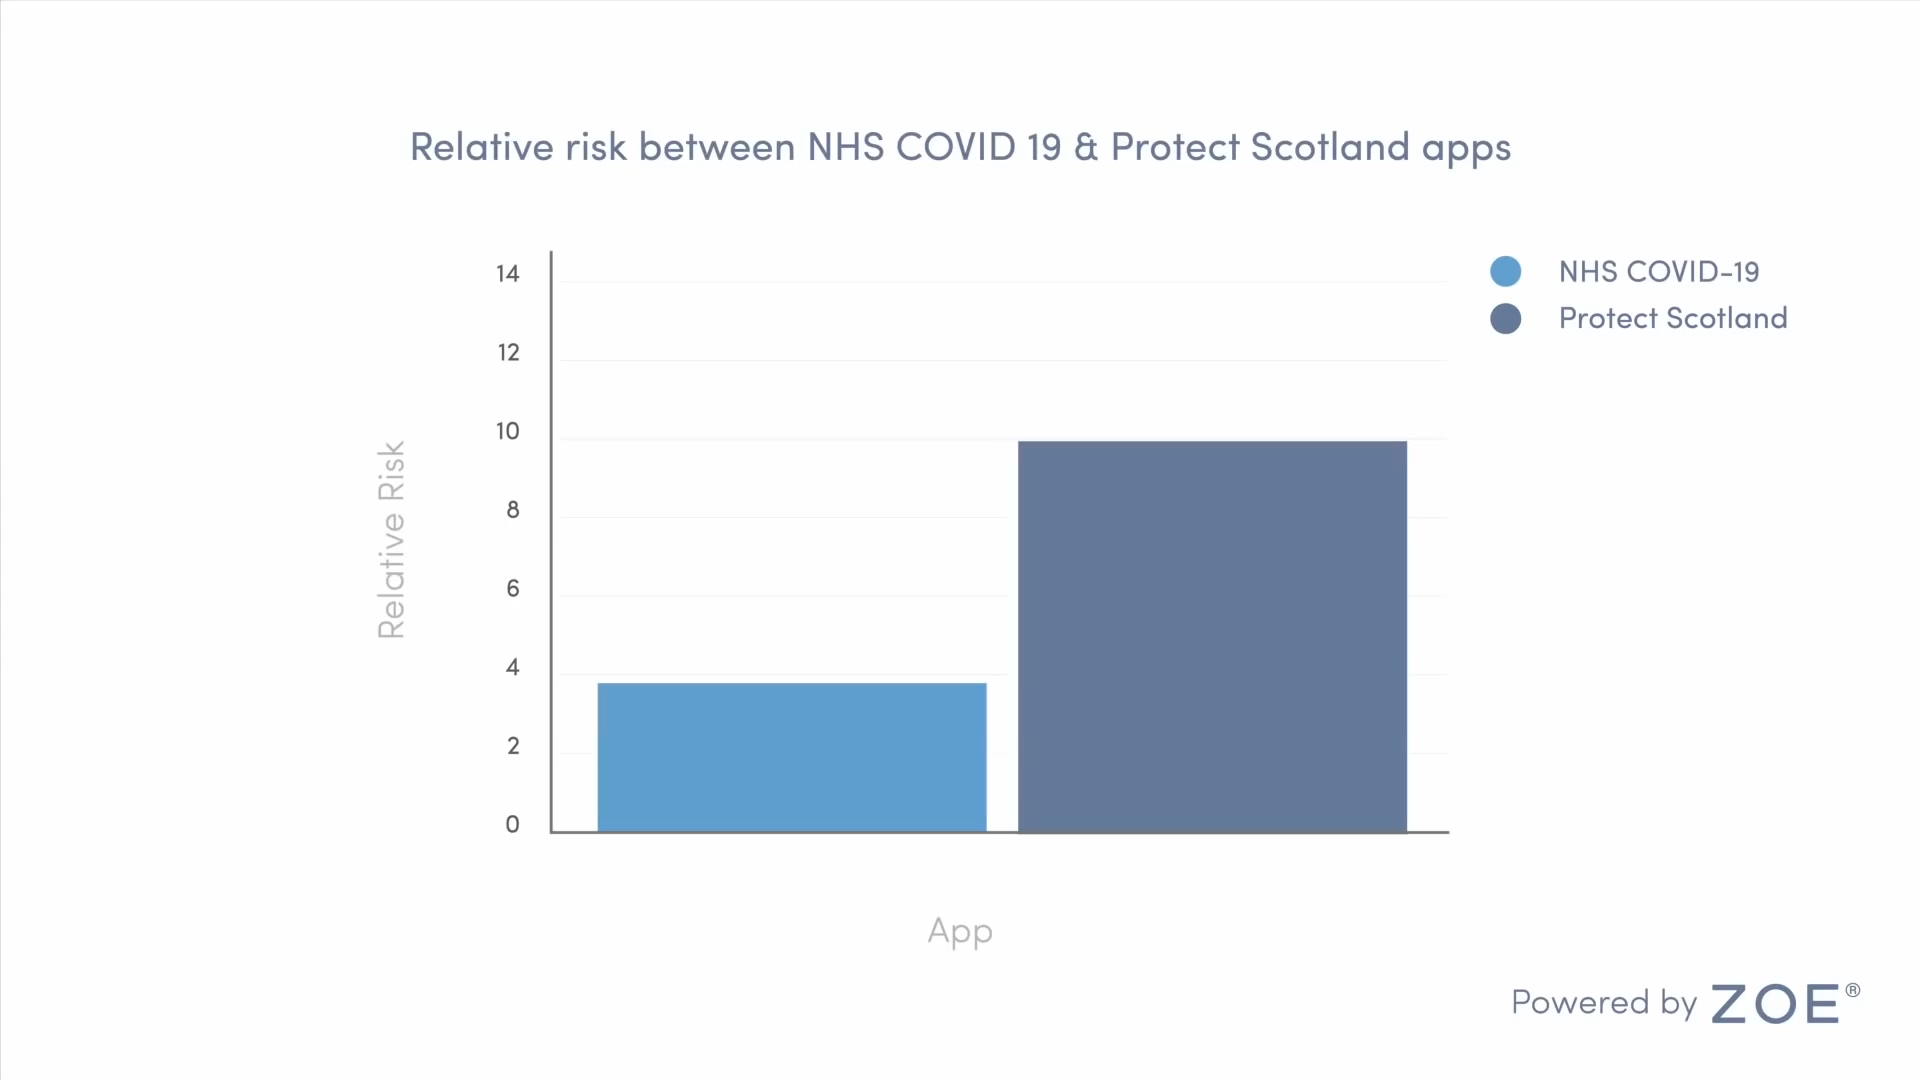 Relative risk between NHS COVID 19 & Protect Scotland apps
14
12
10
8
6
4
2
0
Relative Risk
App
NHS COVID-19
Protect Scotland
Powered by ZOE®